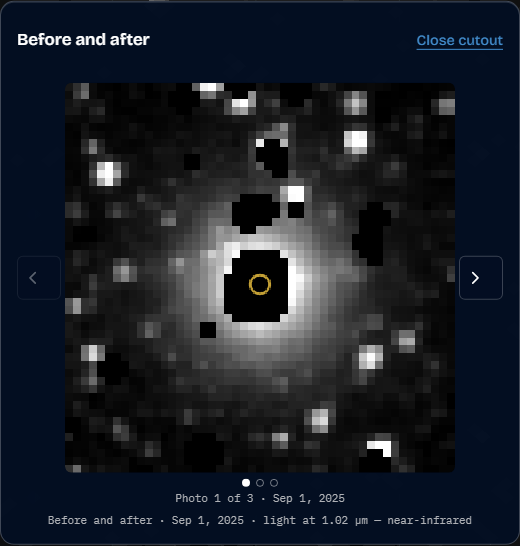 Before and after
Close cutout
Photo 1 of 3 · Sep 1, 2025
Before and after · Sep 1, 2025 · light at 1.02 μm — near-infrared